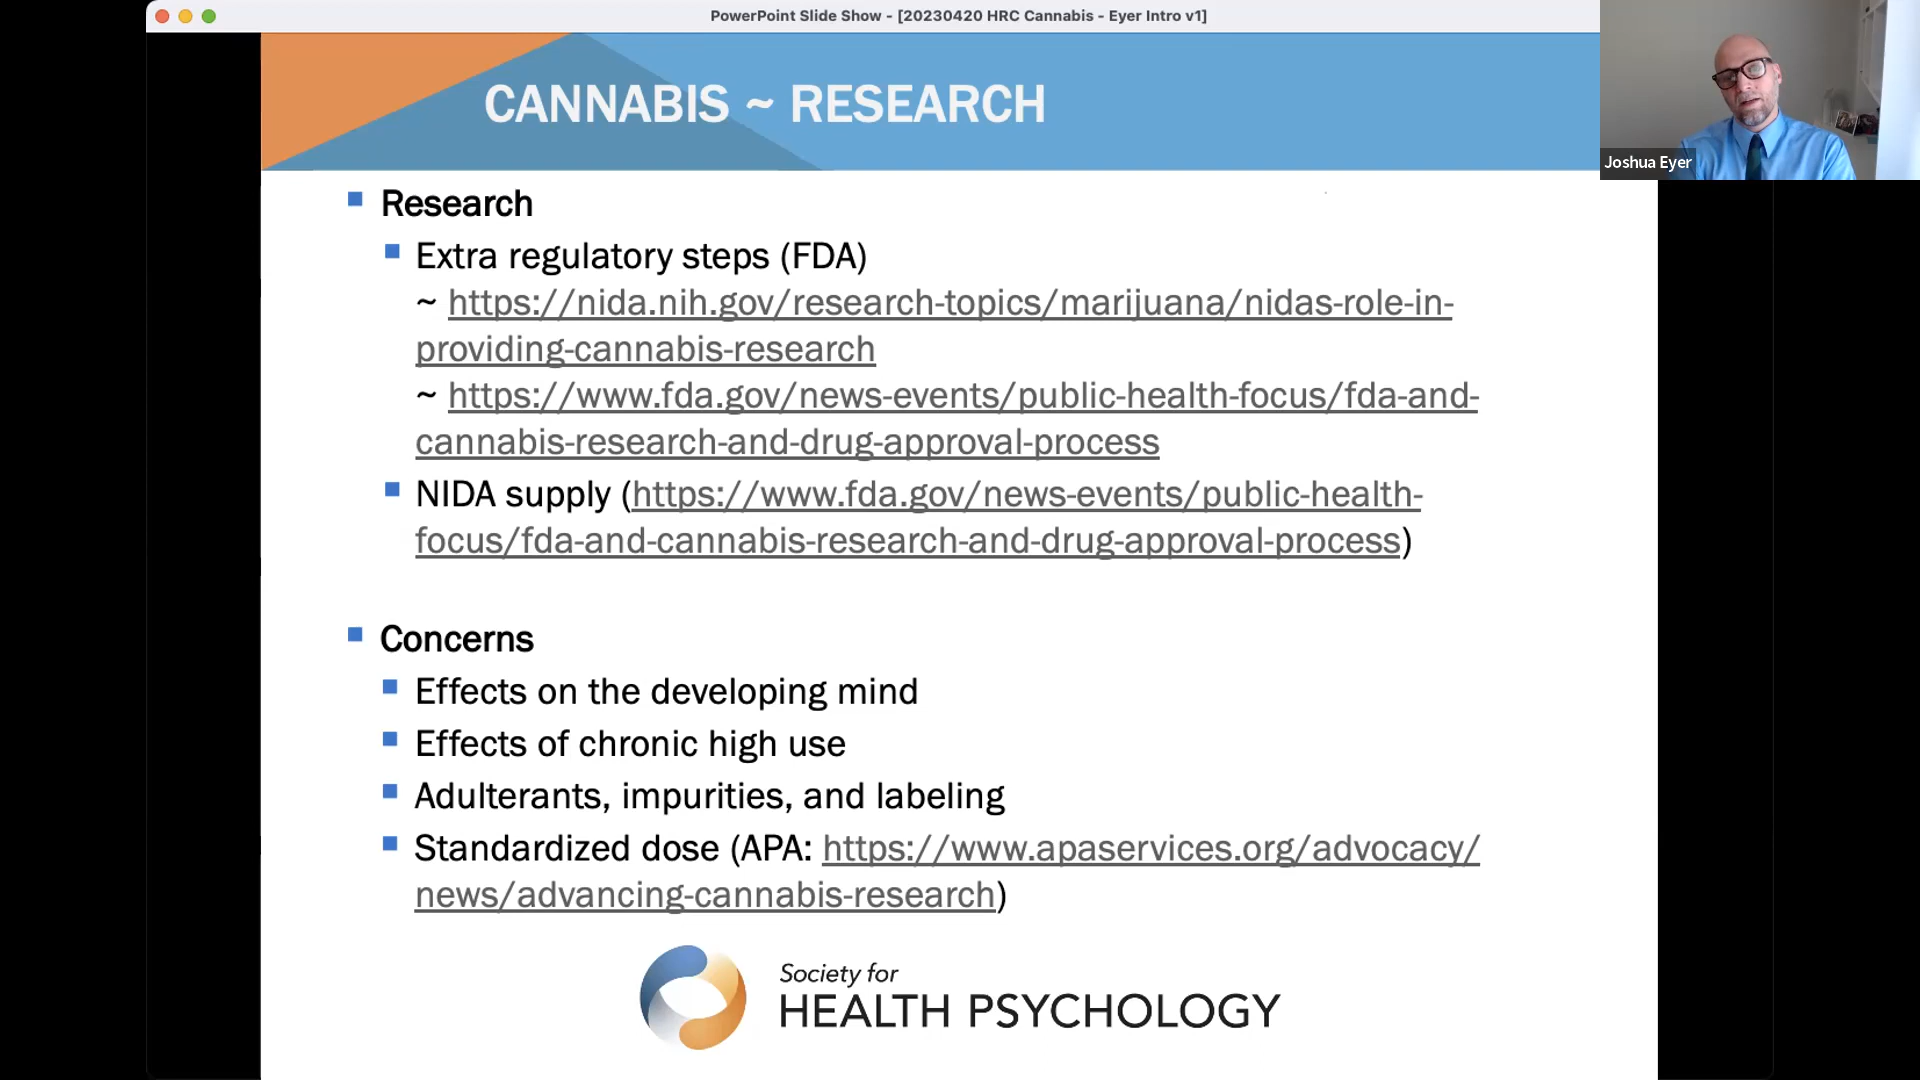 PowerPoint Slide Show - [20230420 HRC Cannabis - Eyer Intro v1]
CANNABIS ~ RESEARCH
Joshua Eyer
Research
Extra regulatory steps (FDA)
~ https://nida.nih.gov/research-topics/marijuana/nidas-role-in-
providing-cannabis-research
~ https://www.fda.gov/news-events/public-health-focus/fda-and-
cannabis-research-and-drug-approval-process
NIDA supply (https://www.fda.gov/news-events/public-health-
focus/fda-and-cannabis-research-and-drug-approval-process)
Concerns
Effects on the developing mind
Effects of chronic high use
Adulterants, impurities, and labeling
Standardized dose (APA: https://www.apaservices.org/advocacy/
news/advancing-cannabis-research)
Society for
HEALTH PSYCHOLOGY